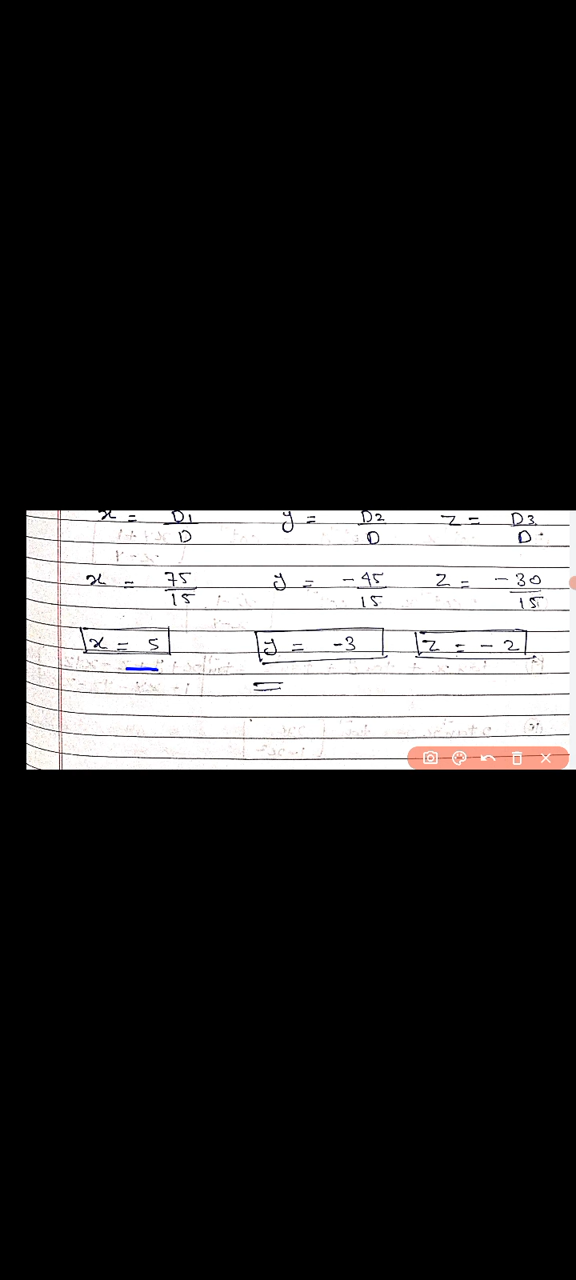 x = D1/D y = D2/D z = D3/D.
x = 75/15 y = -45/15 z = -30/15
x = 5 y = -3 z = -2.
=